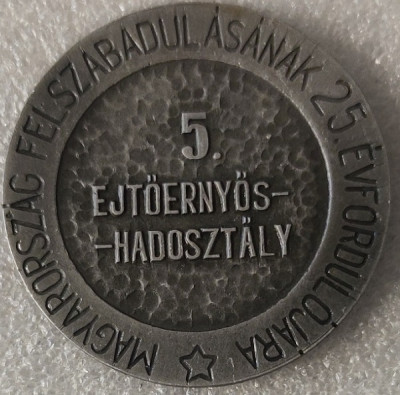 MAGYARORSZÁG FELSZABADULÁSÁNAK 25. ÉVFORDULÓJÁRA
5.
EJTŐERNYŐS-
-HADOSZTÁLY